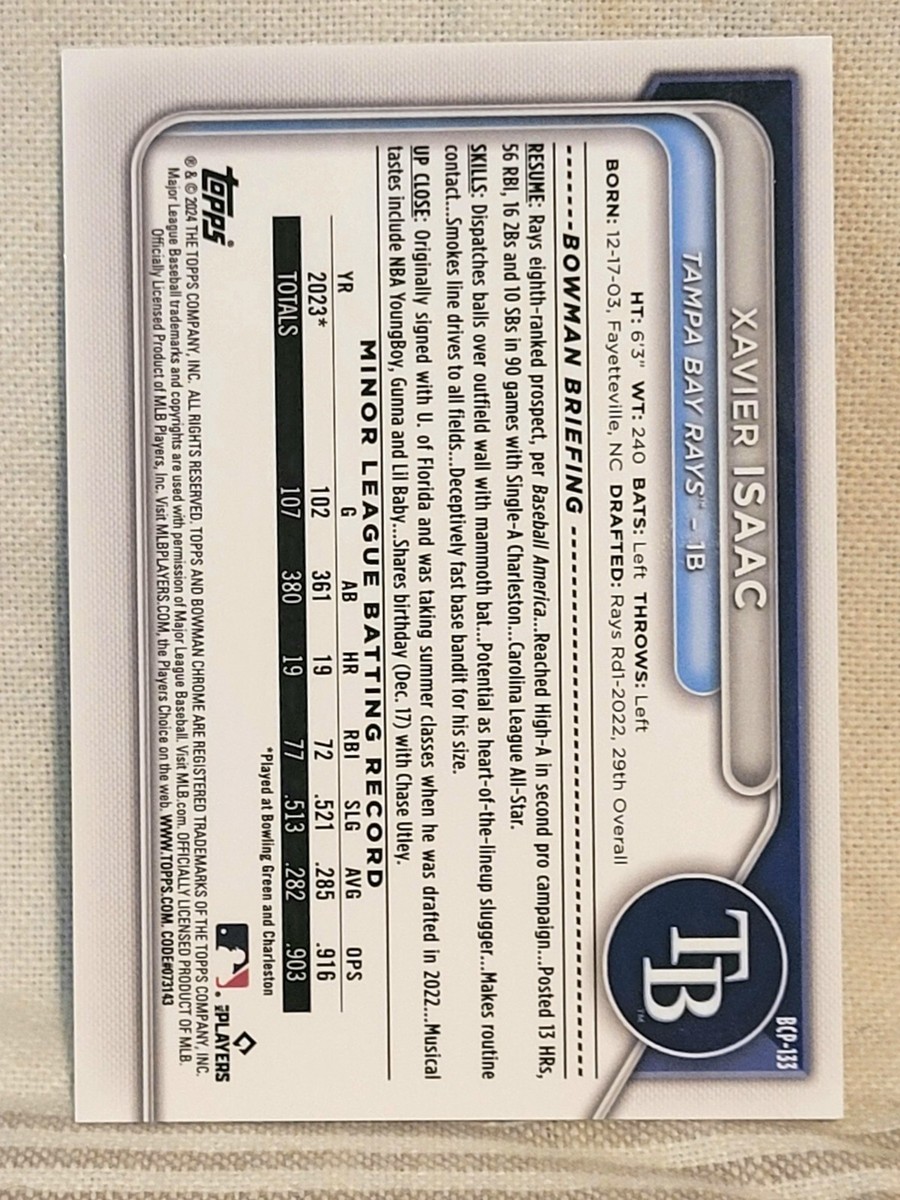 BCP-133
XAVIER ISAAC
TAMPA BAY RAYS™ – 1B
TB™
HT: 6'3" WT: 240 BATS: Left THROWS: Left
BORN: 12-17-03, Fayetteville, NC DRAFTED: Rays Rd1-2022, 29th Overall
BOWMAN BRIEFING
RESUME: Rays eighth-ranked prospect, per Baseball America...Reached High-A in second pro campaign...Posted 13 HRs,
56 RBI, 16 2Bs and 10 SBs in 90 games with Single-A Charleston...Carolina League All-Star.
SKILLS: Dispatches balls over outfield wall with mammoth bat...Potential as heart-of-the-lineup slugger...Makes routine
contact...Smokes line drives to all fields...Deceptively fast base bandit for his size.
UP CLOSE: Originally signed with U. of Florida and was taking summer classes when he was drafted in 2022...Musical
tastes include NBA YoungBoy, Gunna and Lil Baby...Shares birthday (Dec. 17) with Chase Utley.
MINOR LEAGUE BATTING RECORD
YR G AB HR RBI SLG AVG OPS
2023* 102 361 19 72 .521 .285 .916
TOTALS 107 380 19 77 .513 .282 .903
*Played at Bowling Green and Charleston
topps®
MLB PLAYERS
® & © 2024 THE TOPPS COMPANY, INC. ALL RIGHTS RESERVED. TOPPS AND BOWMAN CHROME ARE REGISTERED TRADEMARKS OF THE TOPPS COMPANY, INC.
Major League Baseball trademarks and copyrights are used with permission of Major League Baseball. Visit MLB.com. OFFICIALLY LICENSED PRODUCT OF MLB.
Officially Licensed Product of MLB Players, Inc. Visit MLBPLAYERS.COM, the Players Choice on the web. WWW.TOPPS.COM. CODE#073143